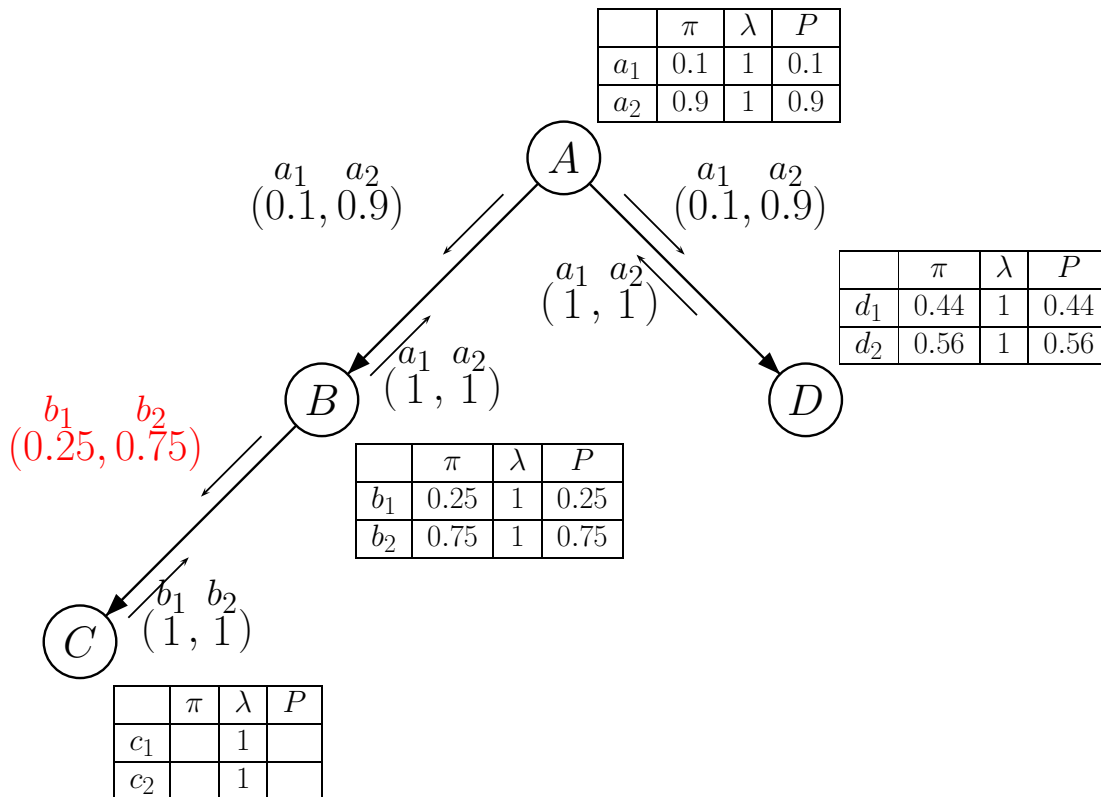 π λ P
a1 0.1 1 0.1
a2 0.9 1 0.9
A
a1 a2
(0.1, 0.9)
a1 a2
(0.1, 0.9)
a1 a2
(1, 1)
π λ P
d1 0.44 1 0.44
d2 0.56 1 0.56
a1 a2
(1, 1)
B
D
b1 b2
(0.25, 0.75)
π λ P
b1 0.25 1 0.25
b2 0.75 1 0.75
b1 b2
(1, 1)
C
π λ P
c1 1
c2 1